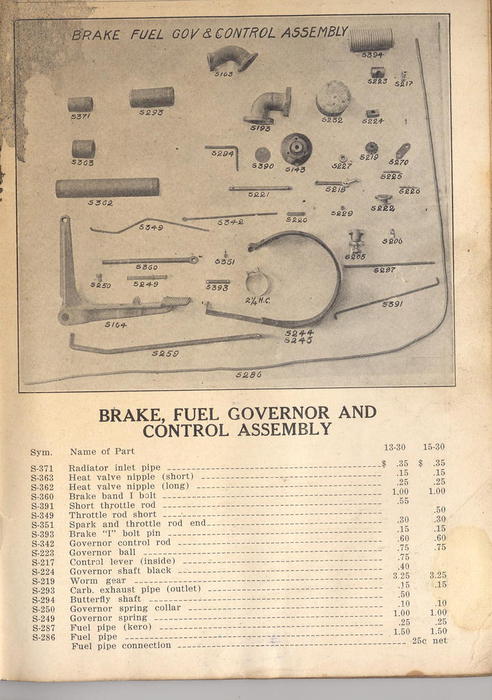 BRAKE FUEL GOV & CONTROL ASSEMBLY
S394
S163
S223 S217
S371 S293
S193 S232 S224
S363 S294 S390 S143 S227 S219 S270
S225
S362 S221 S218 S226
S222
S349 S342 S220 S229
S205 S206
S360 S351
S250 S249 S393 2¼ H.C. S287
S391
S164 S244
S245
S259
S286
BRAKE, FUEL GOVERNOR AND
CONTROL ASSEMBLY
Sym. Name of Part 13-30 15-30
S-371 Radiator inlet pipe $ .35 $ .35
S-363 Heat valve nipple (short) .15 .15
S-362 Heat valve nipple (long) .25 .25
S-360 Brake band I bolt 1.00 1.00
S-391 Short throttle rod .55
S-349 Throttle rod short .50
S-351 Spark and throttle rod end .30 .30
S-393 Brake "I" bolt pin .15 .15
S-342 Governor control rod .60 .60
S-223 Governor ball .75 .75
S-217 Control lever (inside) .75
S-224 Governor shaft black .40
S-219 Worm gear 3.25 3.25
S-293 Carb. exhaust pipe (outlet) .15 .15
S-294 Butterfly shaft .50
S-250 Governor spring collar .10 .10
S-249 Governor spring 1.00 1.00
S-287 Fuel pipe (kero) .25 .25
S-286 Fuel pipe 1.50 1.50
Fuel pipe connection 25c net